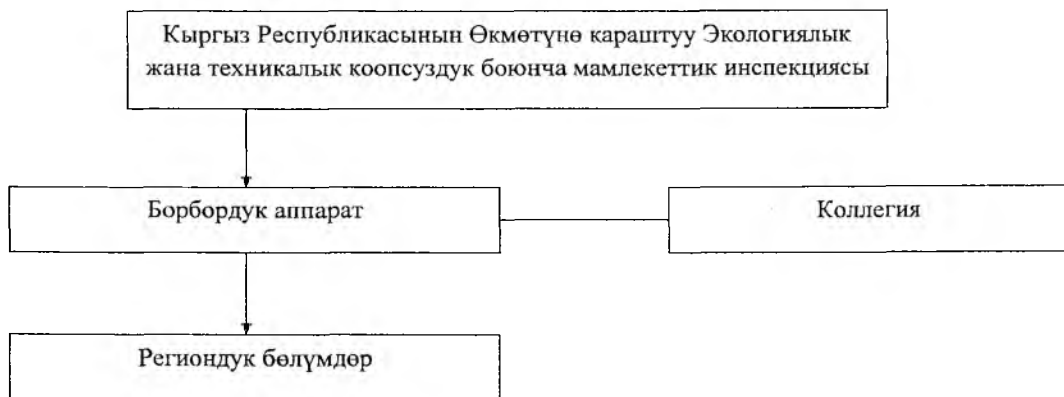 Кыргыз Республикасынын Өкмөтүнө караштуу Экологиялык
жана техникалык коопсуздук боюнча мамлекеттик инспекциясы
Борбордук аппарат
Коллегия
Региондук бөлүмдөр